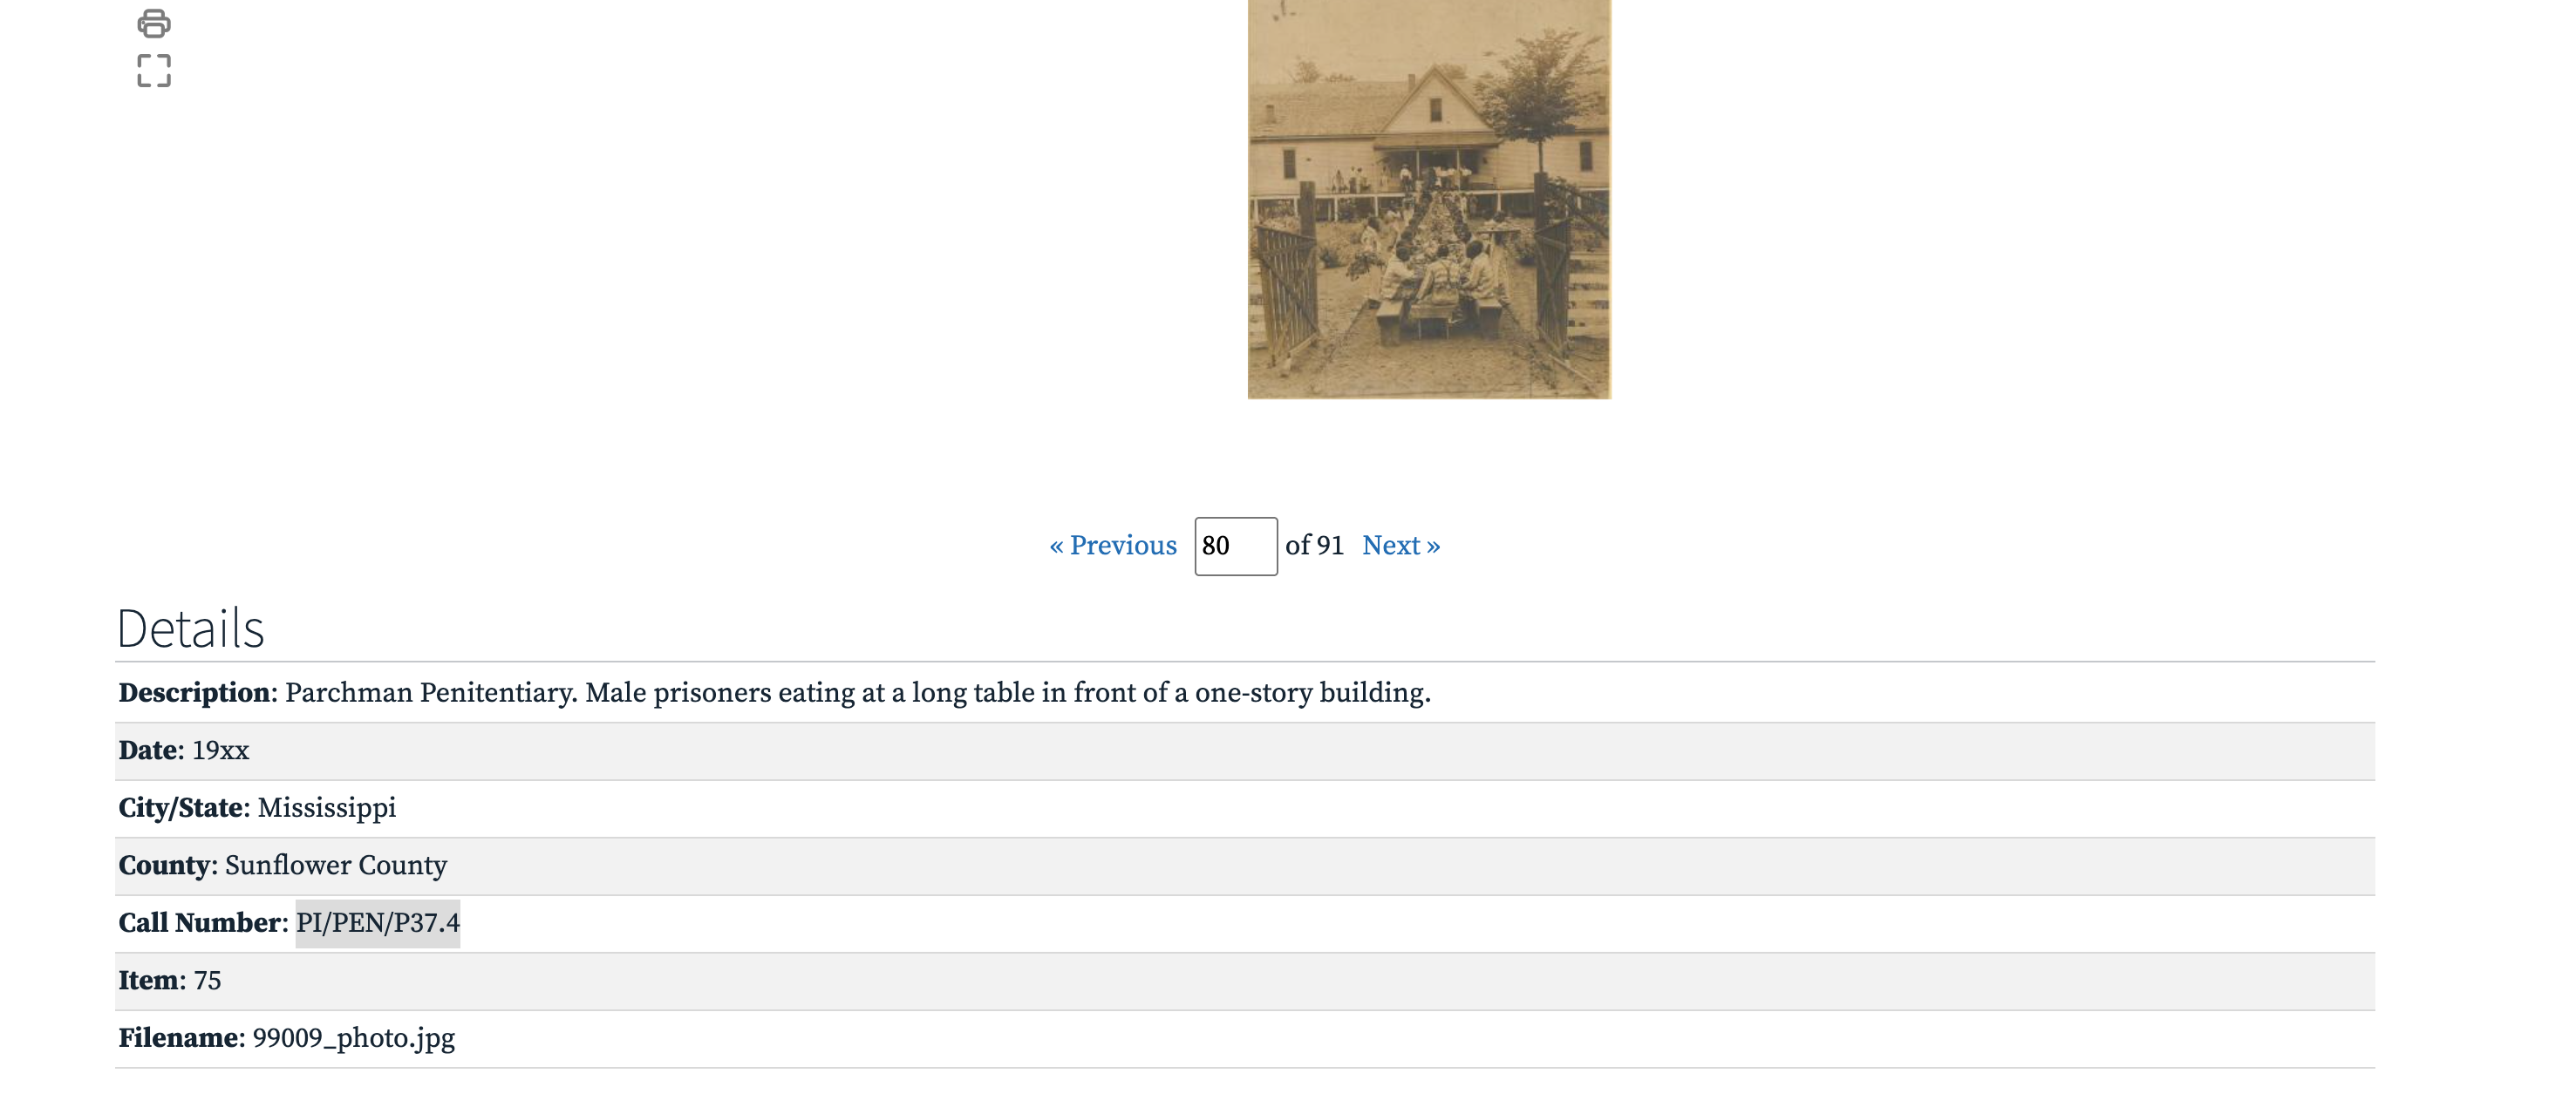 « Previous 80 of 91 Next »
Details
Description: Parchman Penitentiary. Male prisoners eating at a long table in front of a one-story building.
Date: 19xx
City/State: Mississippi
County: Sunflower County
Call Number: PI/PEN/P37.4
Item: 75
Filename: 99009_photo.jpg